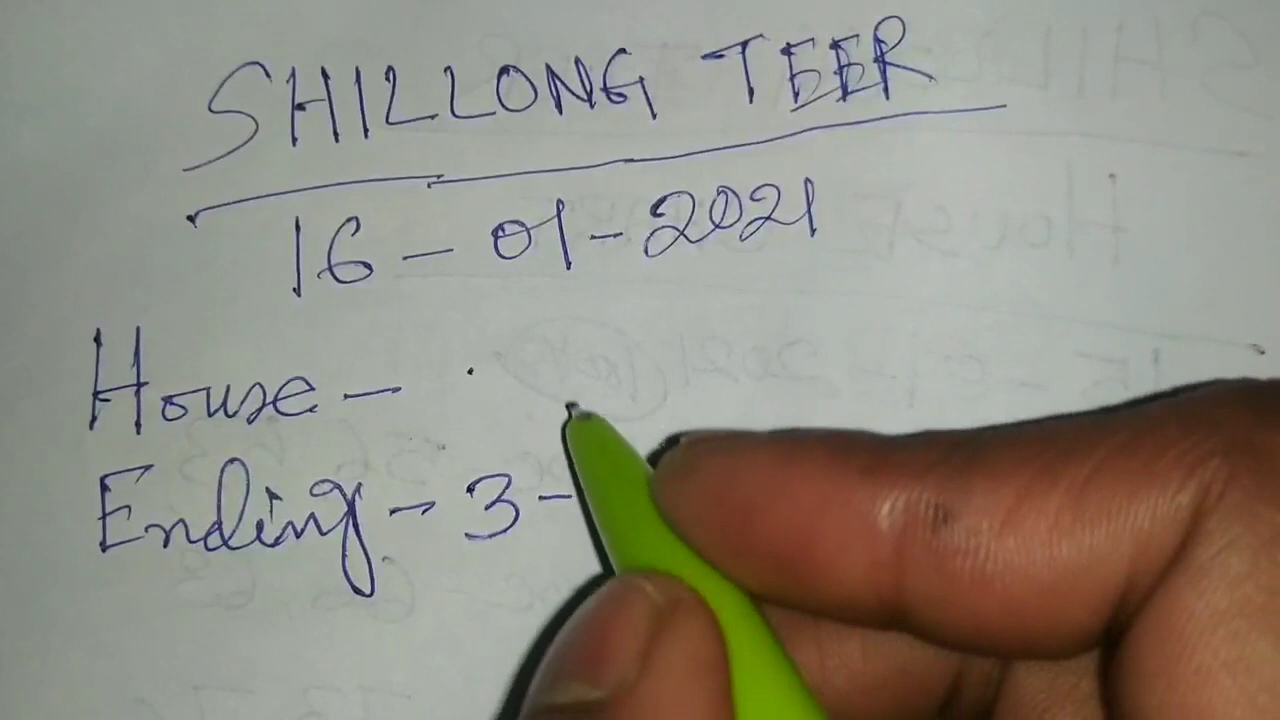 SHILLONG TEER
16-01-2021
House -
Ending - 3 -